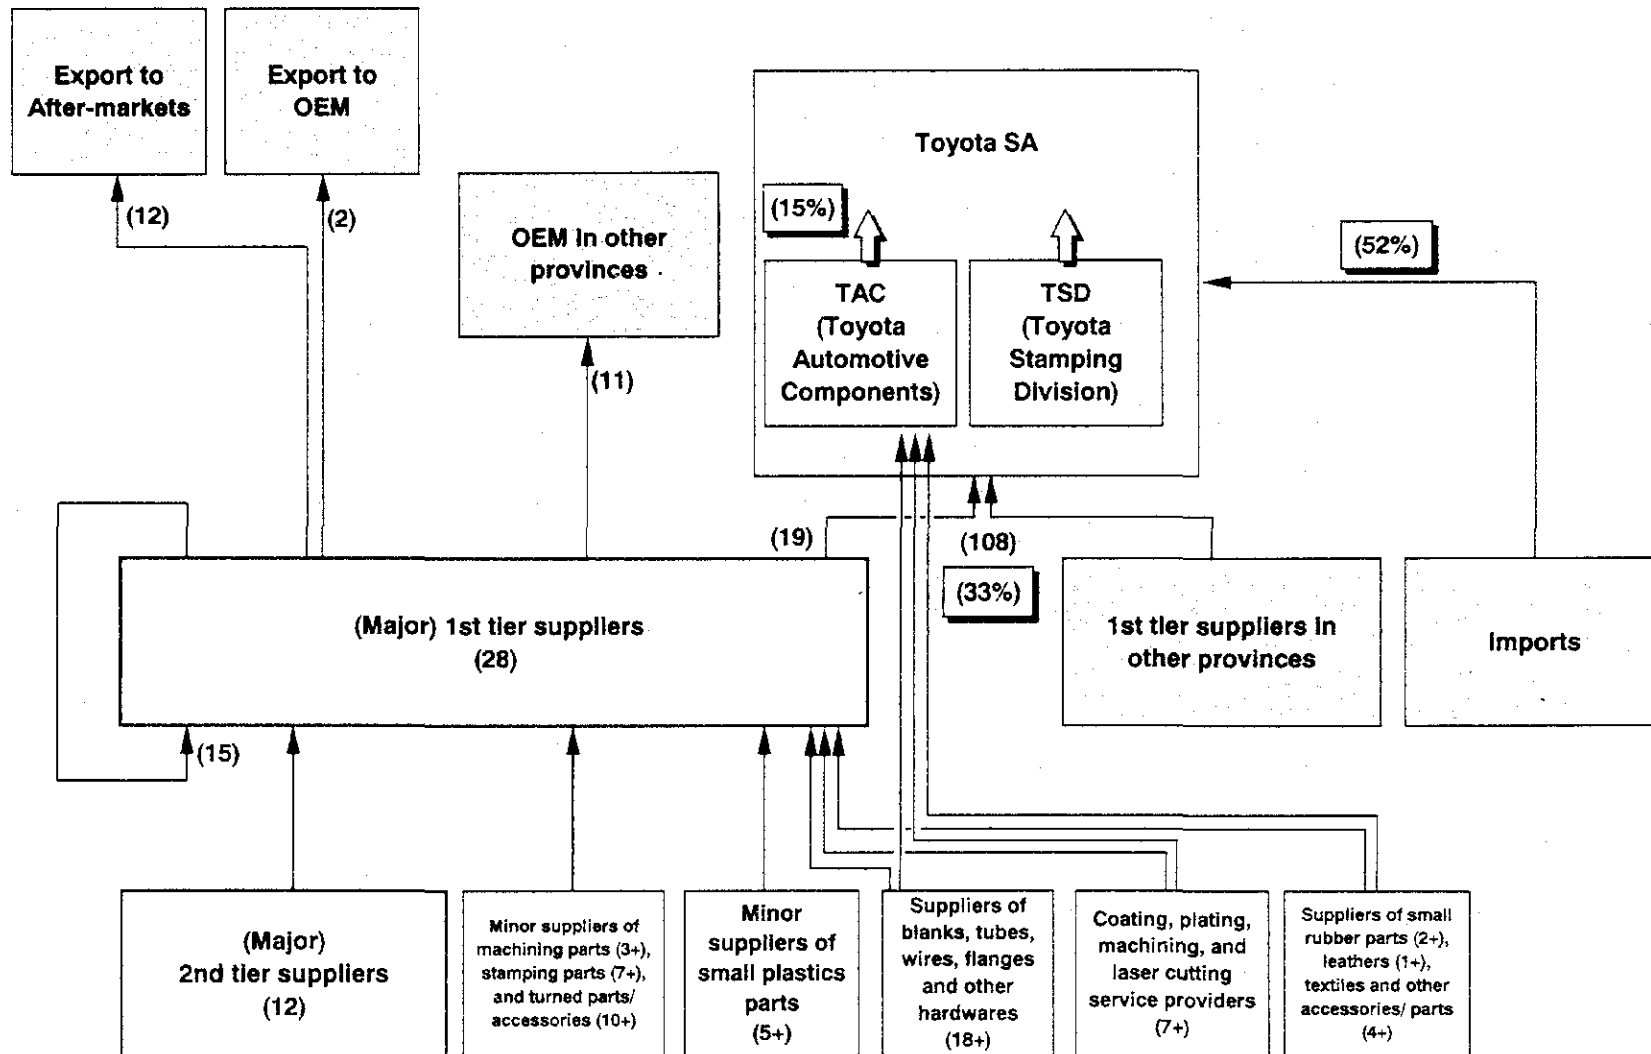 Export to
After-markets
Export to
OEM
(12)
(2)
OEM in other
provinces
(11)
Toyota SA
(15%)
TAC
(Toyota
Automotive
Components)
TSD
(Toyota
Stamping
Division)
(52%)
(19)
(108)
(33%)
(Major) 1st tier suppliers
(28)
1st tier suppliers in
other provinces
Imports
(15)
(Major)
2nd tier suppliers
(12)
Minor suppliers of
machining parts (3+),
stamping parts (7+),
and turned parts/
accessories (10+)
Minor
suppliers of
small plastics
parts
(5+)
Suppliers of
blanks, tubes,
wires, flanges
and other
hardwares
(18+)
Coating, plating,
machining, and
laser cutting
service providers
(7+)
Suppliers of small
rubber parts (2+),
leathers (1+),
textiles and other
accessories/ parts
(4+)